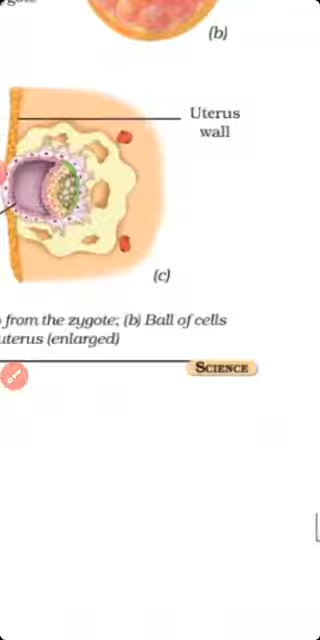 (b)
Uterus
wall
(c)
from the zygote; (b) Ball of cells
uterus (enlarged)
SCIENCE